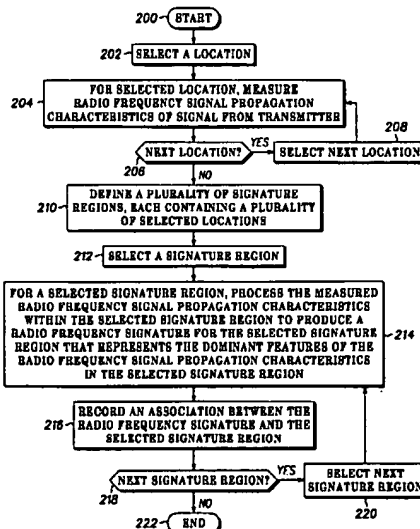 200 START
202 SELECT A LOCATION
FOR SELECTED LOCATION, MEASURE
204 RADIO FREQUENCY SIGNAL PROPAGATION
CHARACTERISTICS OF SIGNAL FROM TRANSMITTER
208
NEXT LOCATION? YES SELECT NEXT LOCATION
206
NO
DEFINE A PLURALITY OF SIGNATURE
210 REGIONS, EACH CONTAINING A PLURALITY
OF SELECTED LOCATIONS
212
SELECT A SIGNATURE REGION
FOR A SELECTED SIGNATURE REGION, PROCESS THE MEASURED
RADIO FREQUENCY SIGNAL PROPAGATION CHARACTERISTICS
WITHIN THE SELECTED SIGNATURE REGION TO PRODUCE A
RADIO FREQUENCY SIGNATURE FOR THE SELECTED SIGNATURE 214
REGION THAT REPRESENTS THE DOMINANT FEATURES OF THE
RADIO FREQUENCY SIGNAL PROPAGATION CHARACTERISTICS
IN THE SELECTED SIGNATURE REGION
RECORD AN ASSOCIATION BETWEEN THE
216 RADIO FREQUENCY SIGNATURE AND THE
SELECTED SIGNATURE REGION
NEXT SIGNATURE REGION? YES SELECT NEXT
SIGNATURE REGION
218
NO
220
222 END